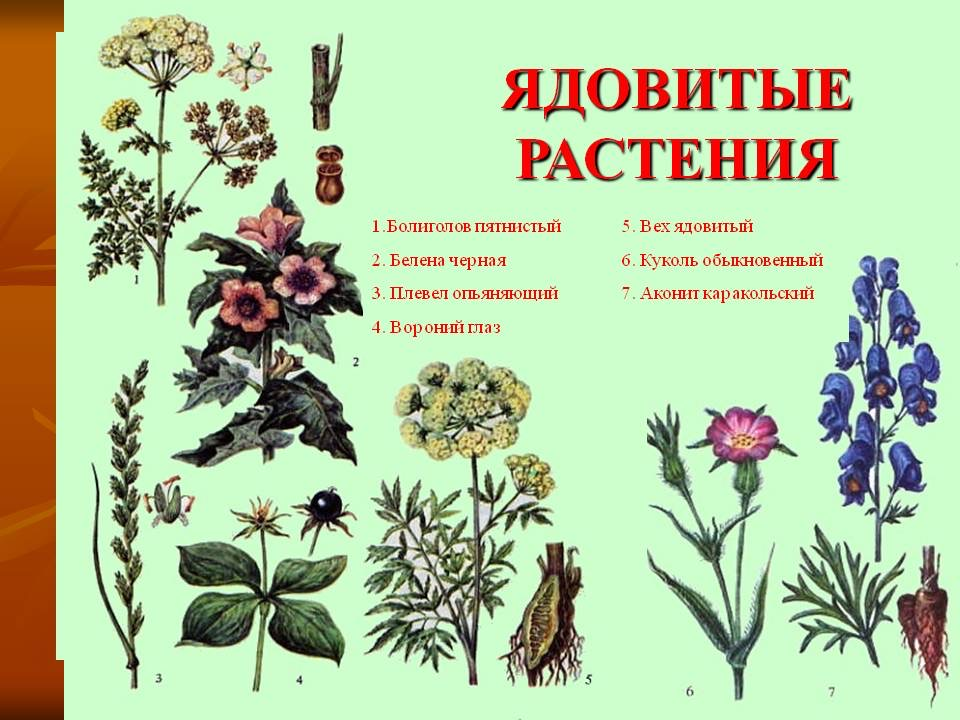 ЯДОВИТЫЕ
РАСТЕНИЯ
1.Болиголов пятнистый
2. Белена черная
3. Плевел опьяняющий
4. Вороний глаз
5. Вех ядовитый
6. Куколь обыкновенный
7. Аконит каракольский
1
2
3
4
5
6
7